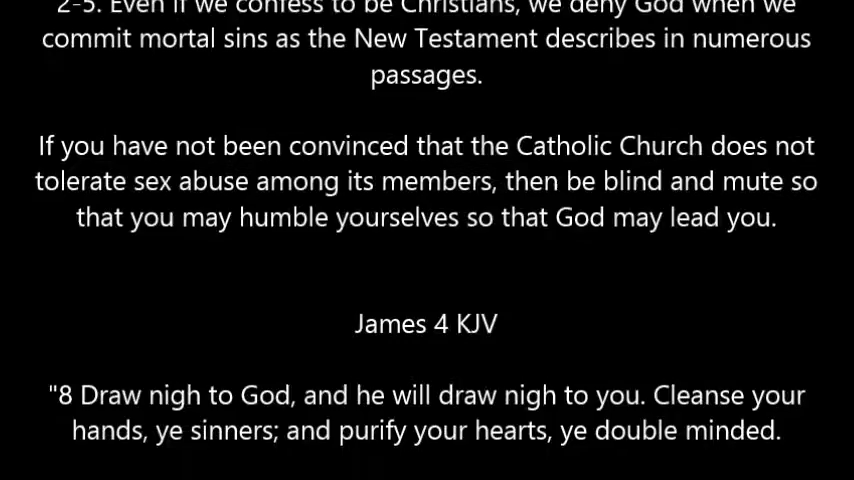 2-5. Even if we confess to be Christians, we deny God when we
commit mortal sins as the New Testament describes in numerous
passages.
If you have not been convinced that the Catholic Church does not
tolerate sex abuse among its members, then be blind and mute so
that you may humble yourselves so that God may lead you.
James 4 KJV
"8 Draw nigh to God, and he will draw nigh to you. Cleanse your
hands, ye sinners; and purify your hearts, ye double minded.